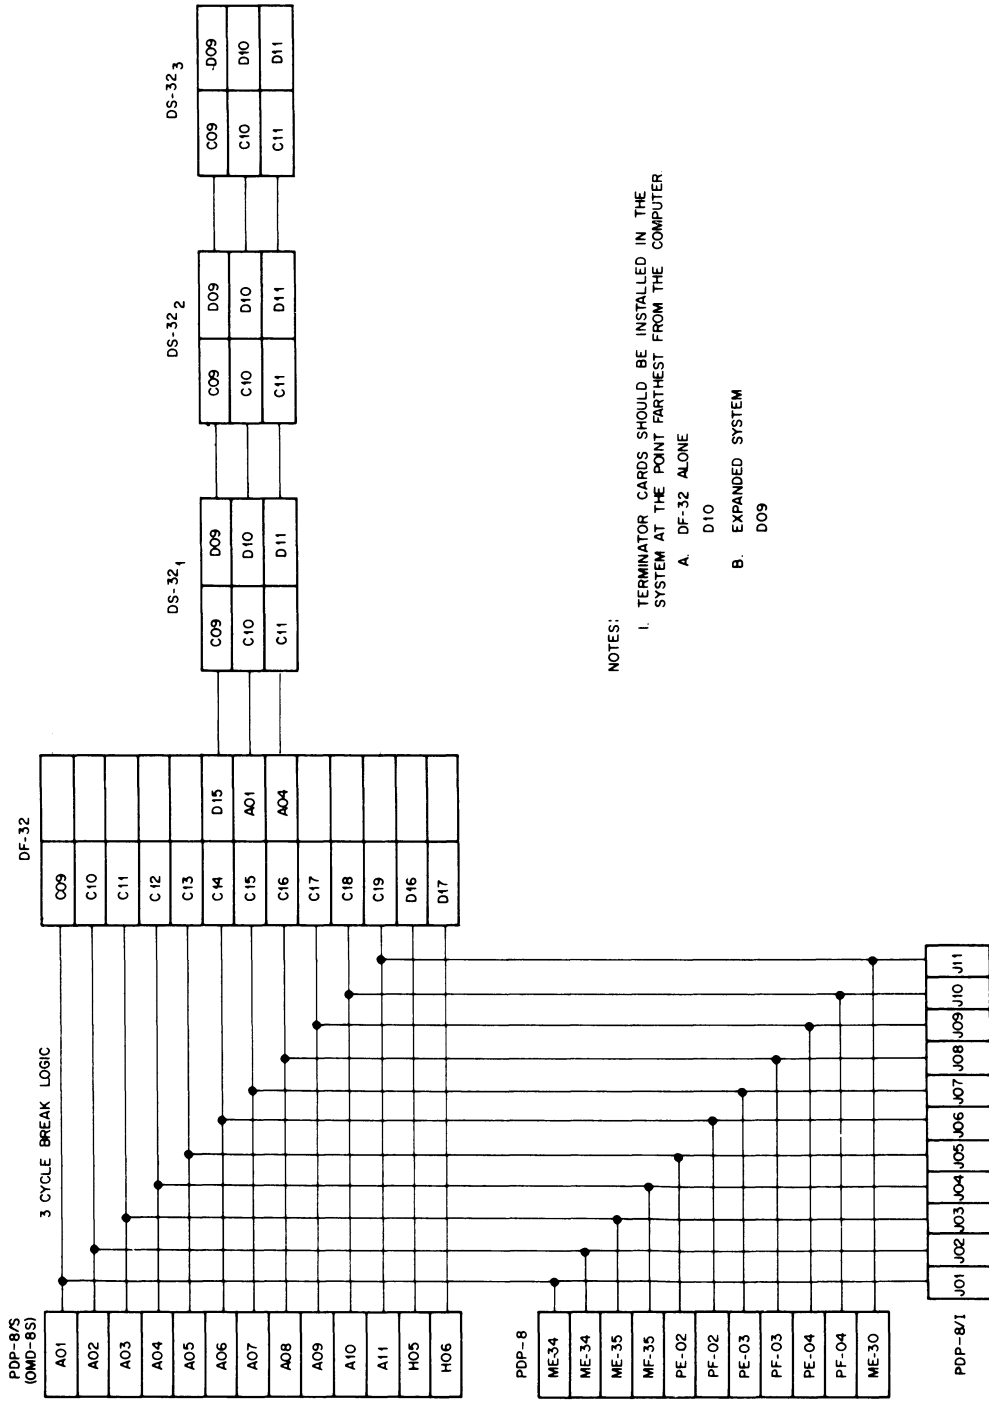 PDP-8/S
(OMD-8S)
3 CYCLE BREAK LOGIC
DF-32
A01 C09
A02 C10
A03 C11
A04 C12
A05 C13
A06 C14 D15
A07 C15 A01
A08 C16 A04
A09 C17
A10 C18
A11 C19
H05 D16
H06 D17
DS-32₁
C09 D09
C10 D10
C11 D11
DS-32₂
C09 D09
C10 D10
C11 D11
DS-32₃
C09 -D09
C10 D10
C11 D11
PDP-8
ME-34
ME-34
ME-35
MF-35
PE-02
PF-02
PE-03
PF-03
PE-04
PF-04
ME-30
J01 J02 J03 J04 J05 J06 J07 J08 J09 J10 J11
PDP-8/I
NOTES:
1. TERMINATOR CARDS SHOULD BE INSTALLED IN THE
SYSTEM AT THE POINT FARTHEST FROM THE COMPUTER
A. DF-32 ALONE
D10
B. EXPANDED SYSTEM
D09